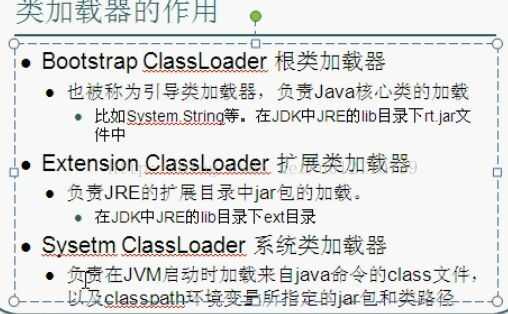 类加载器的作用
Bootstrap ClassLoader 根类加载器
也被称为引导类加载器，负责Java核心类的加载
比如System.String等。在JDK中JRE的lib目录下rt.jar文
件中
Extension ClassLoader 扩展类加载器
负责JRE的扩展目录中jar包的加载。
在JDK中JRE的lib目录下ext目录
Sysetm ClassLoader 系统类加载器
负责在JVM启动时加载来自java命令的class文件，
以及classpath环境变量所指定的jar包和类路径